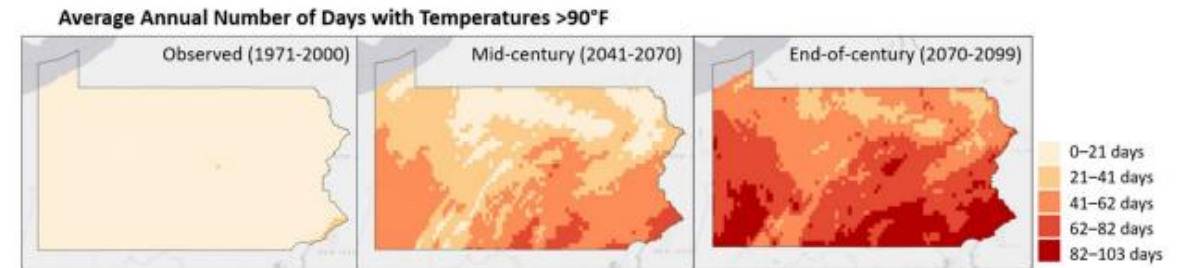 Average Annual Number of Days with Temperatures >90°F
Observed (1971-2000)
Mid-century (2041-2070)
End-of-century (2070-2099)
0–21 days
21–41 days
41–62 days
62–82 days
82–103 days